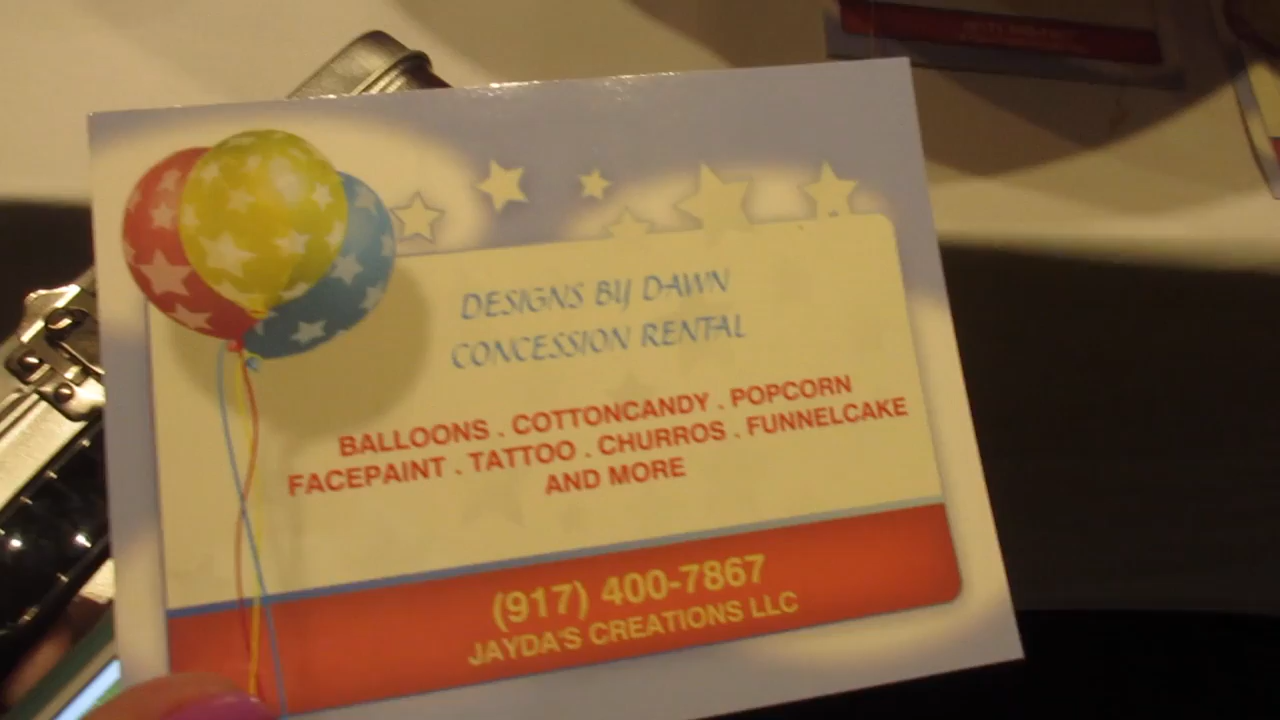 DESIGNS BY DAWN
CONCESSION RENTAL
BALLOONS . COTTONCANDY . POPCORN
FACEPAINT . TATTOO . CHURROS . FUNNELCAKE
AND MORE
(917) 400-7867
JAYDA'S CREATIONS LLC